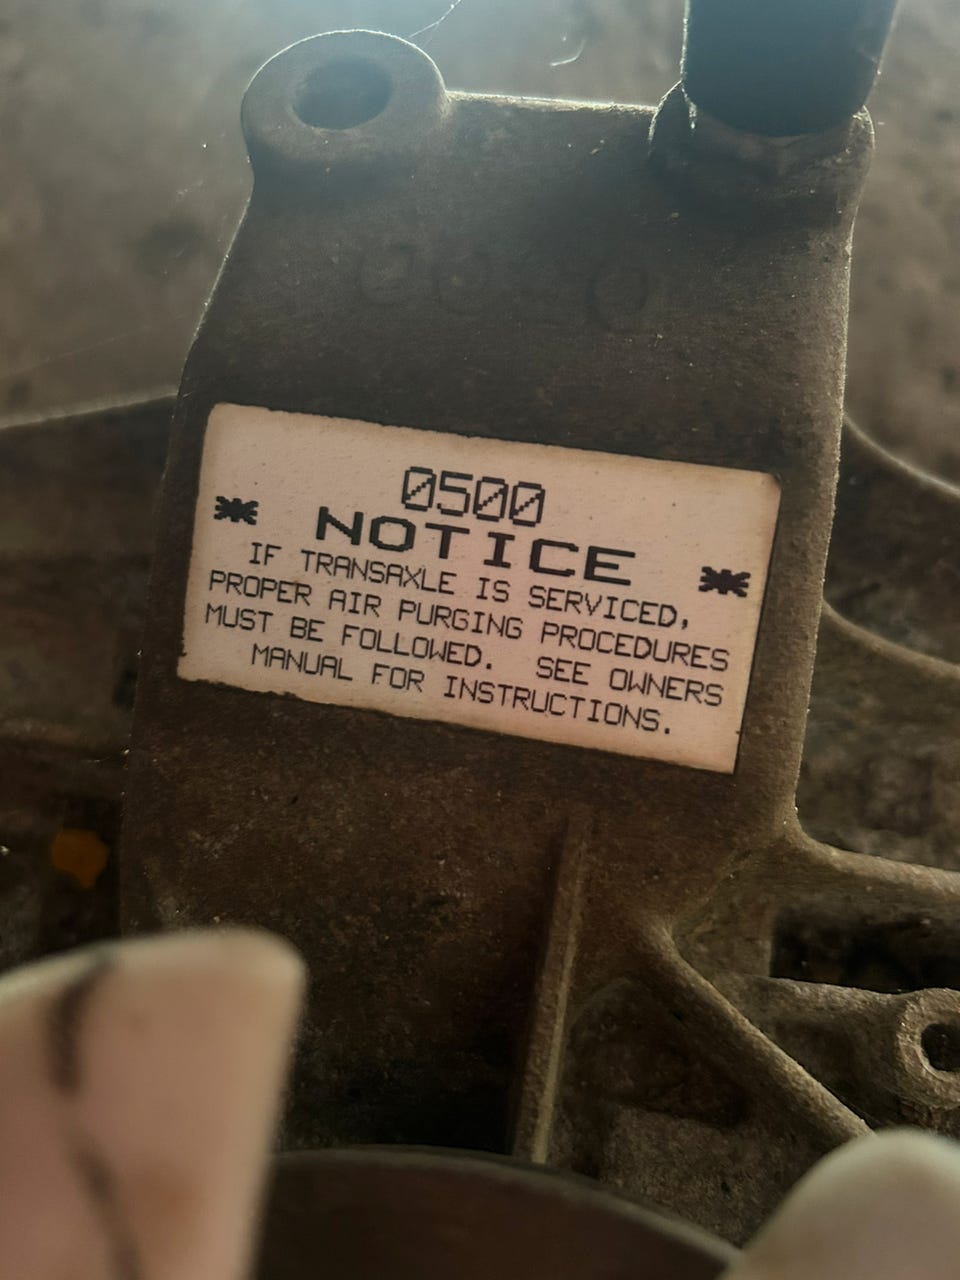 0500
* NOTICE *
IF TRANSAXLE IS SERVICED,
PROPER AIR PURGING PROCEDURES
MUST BE FOLLOWED. SEE OWNERS
MANUAL FOR INSTRUCTIONS.